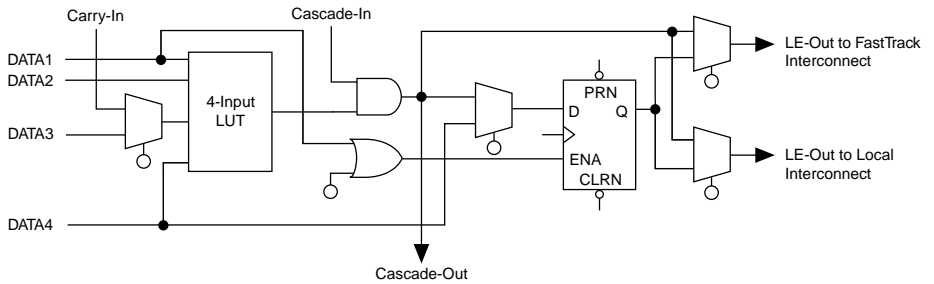 Carry-In
Cascade-In
DATA1
DATA2
DATA3
DATA4
4-Input
LUT
PRN
D
Q
ENA
CLRN
LE-Out to FastTrack
Interconnect
LE-Out to Local
Interconnect
Cascade-Out